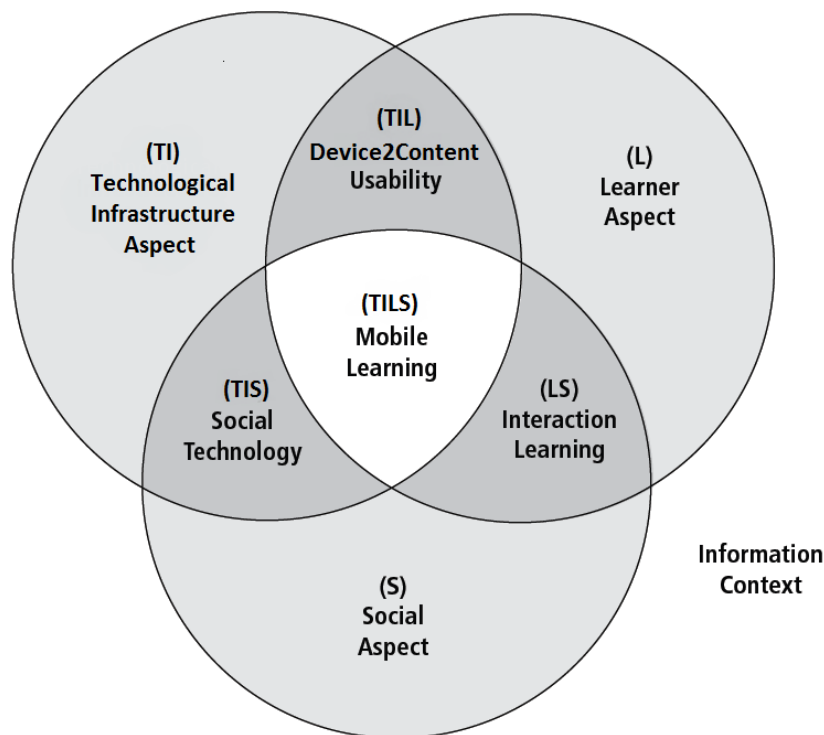 (TIL)
Device2Content
Usability
(TI)
Technological
Infrastructure
Aspect
(L)
Learner
Aspect
(TILS)
Mobile
Learning
(TIS)
Social
Technology
(LS)
Interaction
Learning
Information
Context
(S)
Social
Aspect